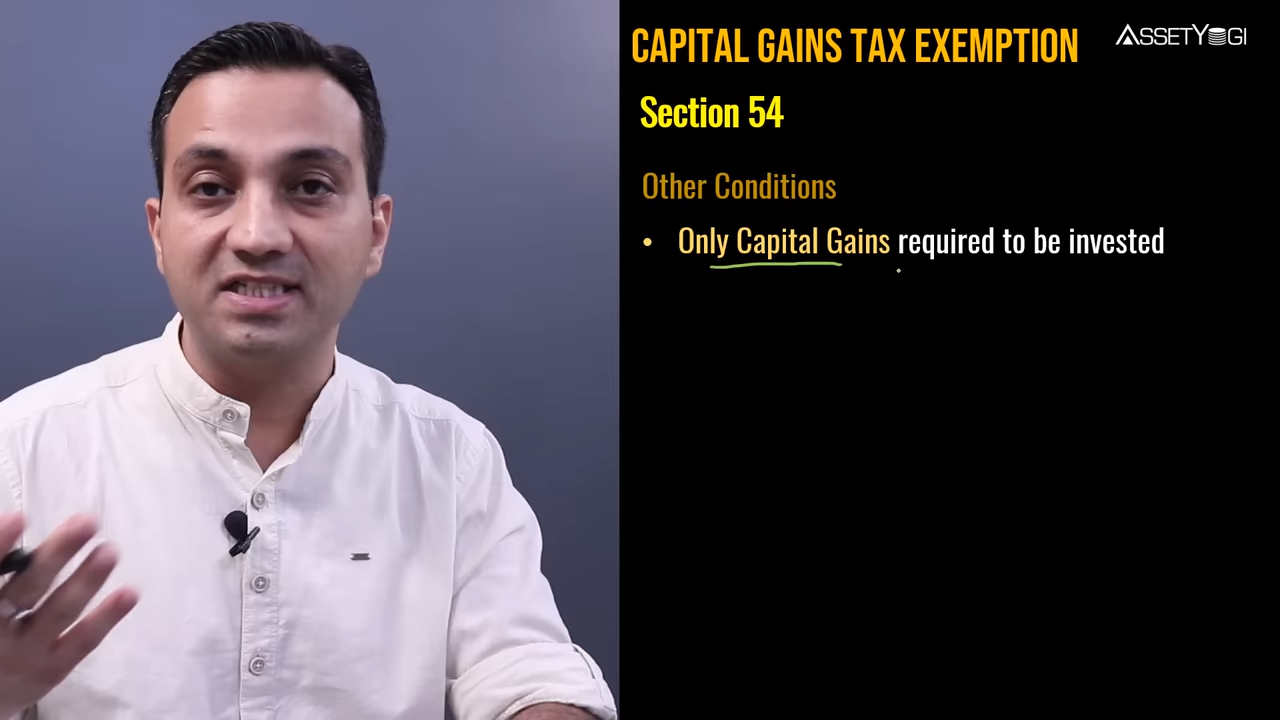 CAPITAL GAINS TAX EXEMPTION
ASSETYOGI
Section 54
Other Conditions
• Only Capital Gains required to be invested